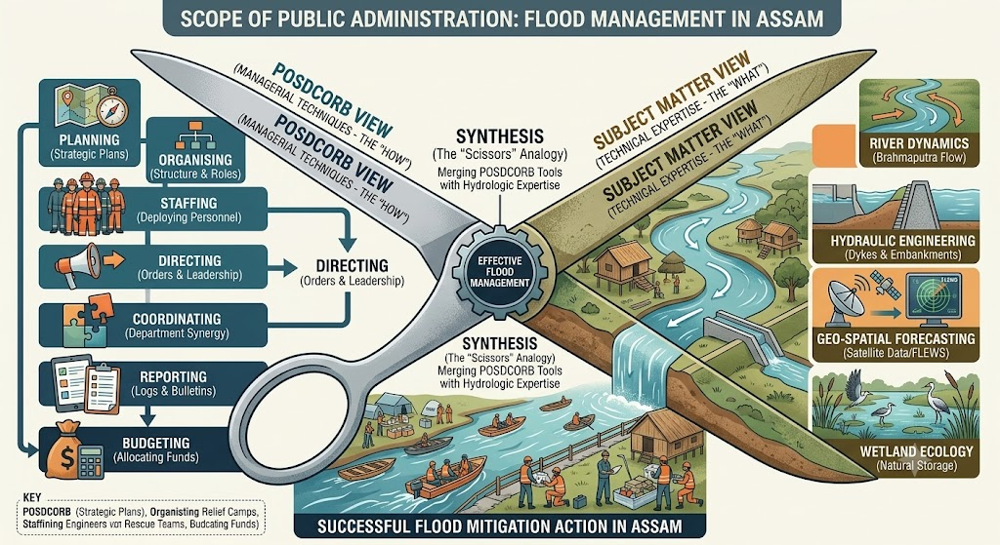 SCOPE OF PUBLIC ADMINISTRATION: FLOOD MANAGEMENT IN ASSAM
PLANNING
(Strategic Plans)
ORGANISING
(Structure & Roles)
STAFFING
(Deploying Personnel)
DIRECTING
(Orders & Leadership)
COORDINATING
(Department Synergy)
REPORTING
(Logs & Bulletins)
BUDGETING
(Allocating Funds)
$
DIRECTING
(Orders & Leadership)
POSDCORB VIEW
(MANAGERIAL TECHNIQUES - THE "HOW")
POSDCORB VIEW
(MANAGERIAL TECHNIQUES - THE "HOW")
SYNTHESIS
(The "Scissors" Analogy)
Merging POSDCORB Tools
with Hydrologic Expertise
EFFECTIVE
FLOOD
MANAGEMENT
SYNTHESIS
(The "Scissors" Analogy)
Merging POSDCORB Tools
with Hydrologic Expertise
SUBJECT MATTER VIEW
(TECHNICAL EXPERTISE - THE "WHAT")
SUBJECT MATTER VIEW
(TECHNICAL EXPERTISE - THE "WHAT")
RIVER DYNAMICS
(Brahmaputra Flow)
HYDRAULIC ENGINEERING
(Dykes & Embankments)
GEO-SPATIAL FORECASTING
(Satellite Data/FLEWS)
WETLAND ECOLOGY
(Natural Storage)
KEY
POSDCORB (Strategic Plans), Organisting Relief Camps,
Staffining Engineers vοτ Rescue Teams, Budcating Funds)
SUCCESSFUL FLOOD MITIGATION ACTION IN ASSAM